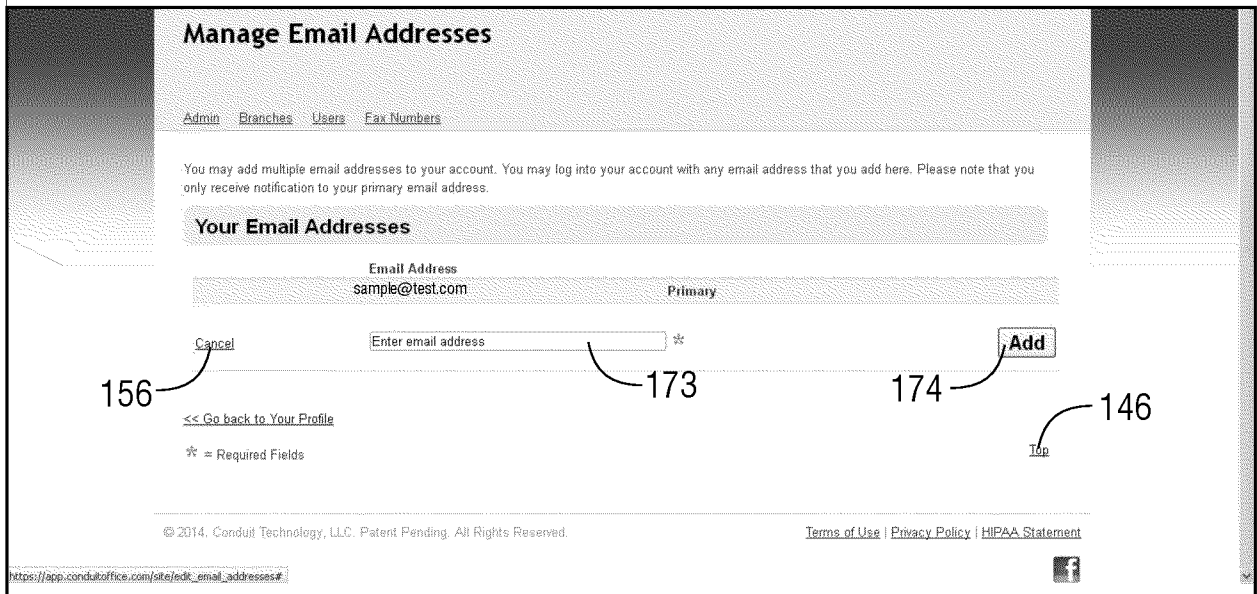 Manage Email Addresses
Admin Branches Users Fax Numbers
You may add multiple email addresses to your account. You may log into your account with any email address that you add here. Please note that you
only receive notification to your primary email address.
Your Email Addresses
Email Address
sample@test.com Primary
Cancel Enter email address * Add
156 173 174 146
<< Go back to Your Profile
* = Required Fields Top
© 2014, Conduit Technology, LLC. Patent Pending. All Rights Reserved. Terms of Use | Privacy Policy | HIPAA Statement
f
https://app.conduitoffice.com/site/edit_email_addresses#